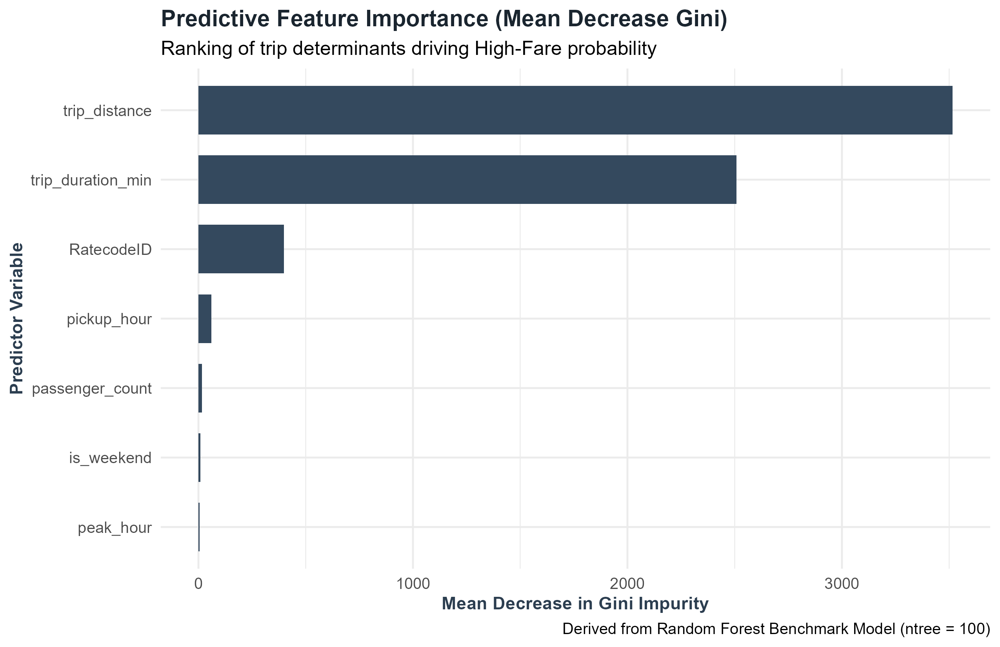 Predictive Feature Importance (Mean Decrease Gini)
Ranking of trip determinants driving High-Fare probability
Predictor Variable
trip_distance
trip_duration_min
RatecodeID
pickup_hour
passenger_count
is_weekend
peak_hour
0 1000 2000 3000
Mean Decrease in Gini Impurity
Derived from Random Forest Benchmark Model (ntree = 100)